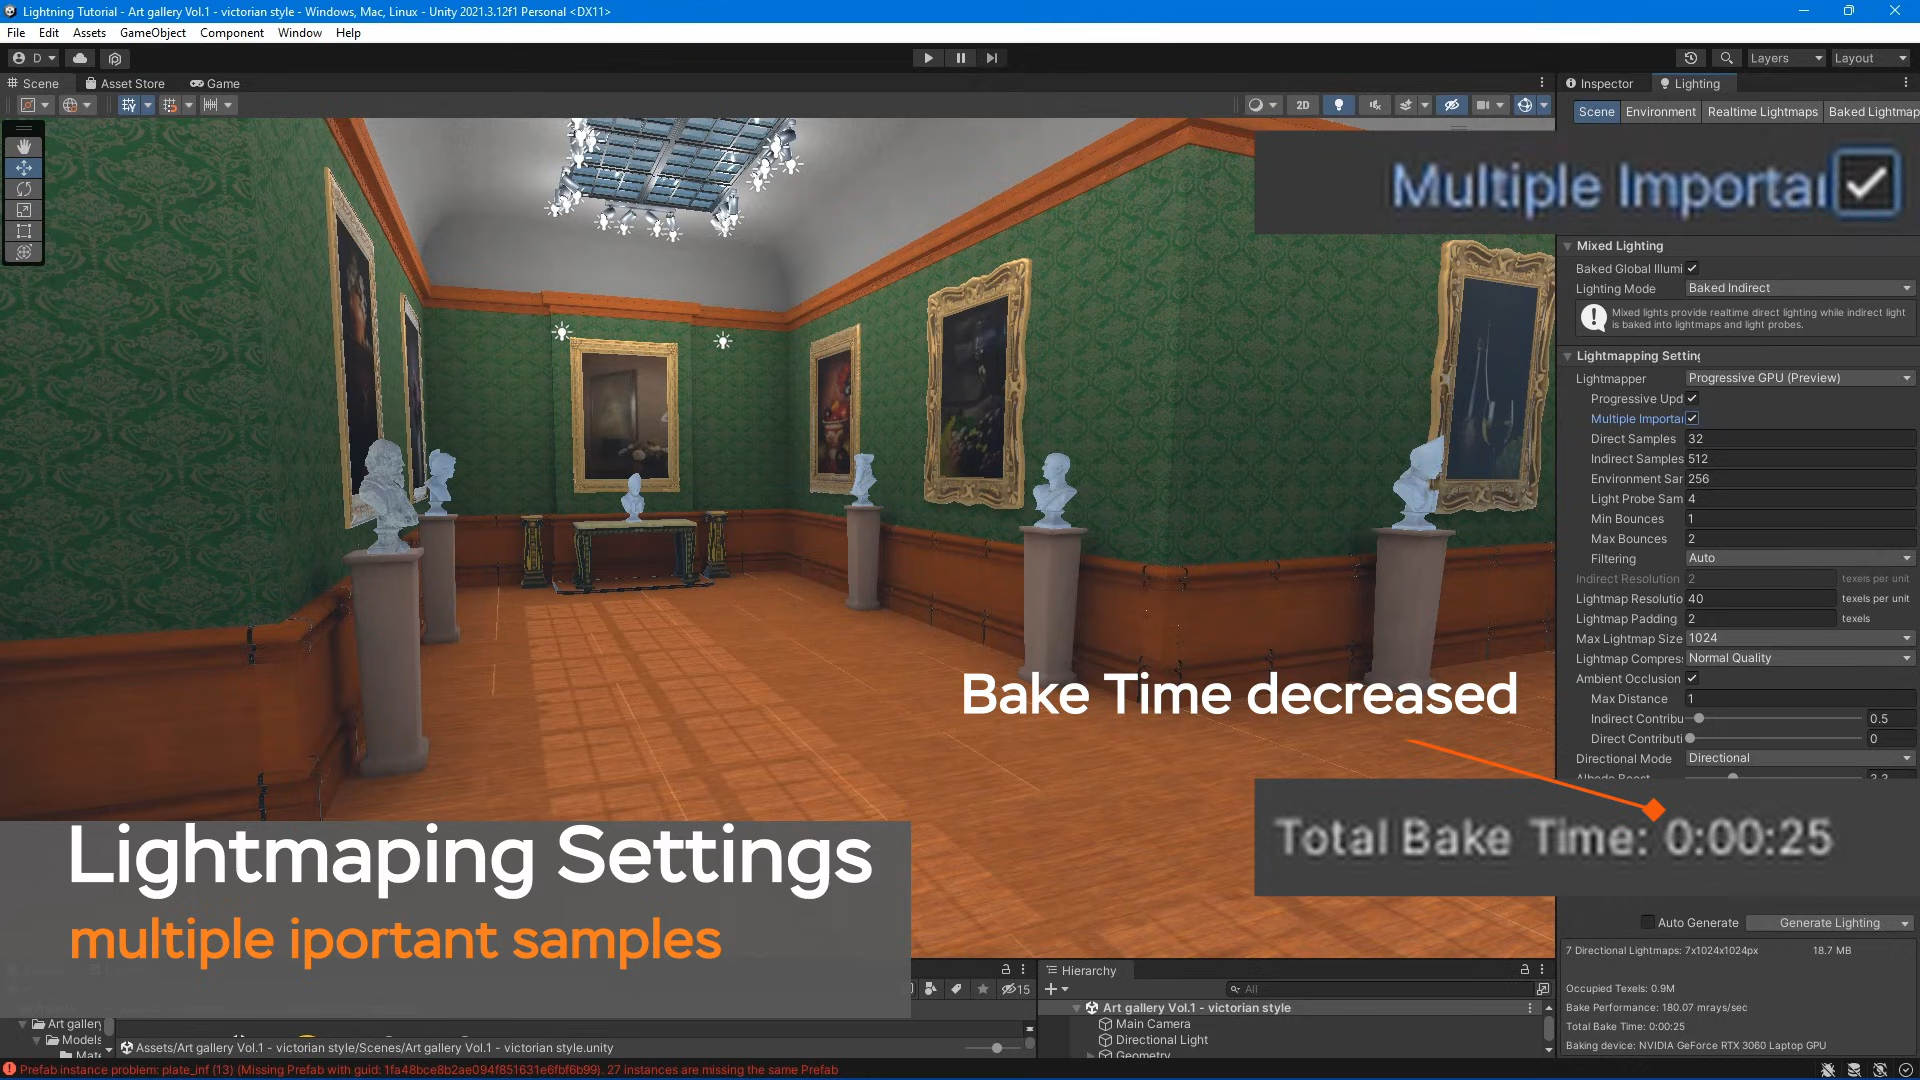 Lightning Tutorial - Art gallery Vol.1 - victorian style - Windows, Mac, Linux - Unity 2021.3.12f1 Personal <DX11>
File Edit Assets GameObject Component Window Help
D Layers Layout
Scene Asset Store Game Inspector Lighting
2D Scene Environment Realtime Lightmaps Baked Lightmap
Multiple Importar
Mixed Lighting
Baked Global Illumi
Lighting Mode Baked Indirect
Mixed lights provide realtime direct lighting while indirect light
is baked into lightmaps and light probes.
Lightmapping Setting
Lightmapper Progressive GPU (Preview)
Progressive Upd
Multiple Importar
Direct Samples 32
Indirect Samples 512
Environment Sar 256
Light Probe Sam 4
Min Bounces 1
Max Bounces 2
Filtering Auto
Indirect Resolution 2 texels per unit
Lightmap Resolutio 40 texels per unit
Lightmap Padding 2 texels
Max Lightmap Size 1024
Lightmap Compres Normal Quality
Ambient Occlusion
Max Distance 1
Indirect Contribu 0.5
Direct Contributi 0
Directional Mode Directional
Albedo Boost
Bake Time decreased
Total Bake Time: 0:00:25
Lightmaping Settings
multiple iportant samples
Auto Generate Generate Lighting
7 Directional Lightmaps: 7x1024x1024px 18.7 MB
Occupied Texels: 0.9M
Bake Performance: 180.07 mrays/sec
Total Bake Time: 0:00:25
Baking device: NVIDIA GeForce RTX 3060 Laptop GPU
15
Hierarchy
All
Art gallery Vol.1 - victorian style
Main Camera
Directional Light
Geometry
Art gallery
Models
Mate
Assets/Art gallery Vol.1 - victorian style/Scenes/Art gallery Vol.1 - victorian style.unity
Prefab instance problem: plate_inf (13) (Missing Prefab with guid: 1fa48bce8b2ae094f851631e6fbf6b99). 27 instances are missing the same Prefab